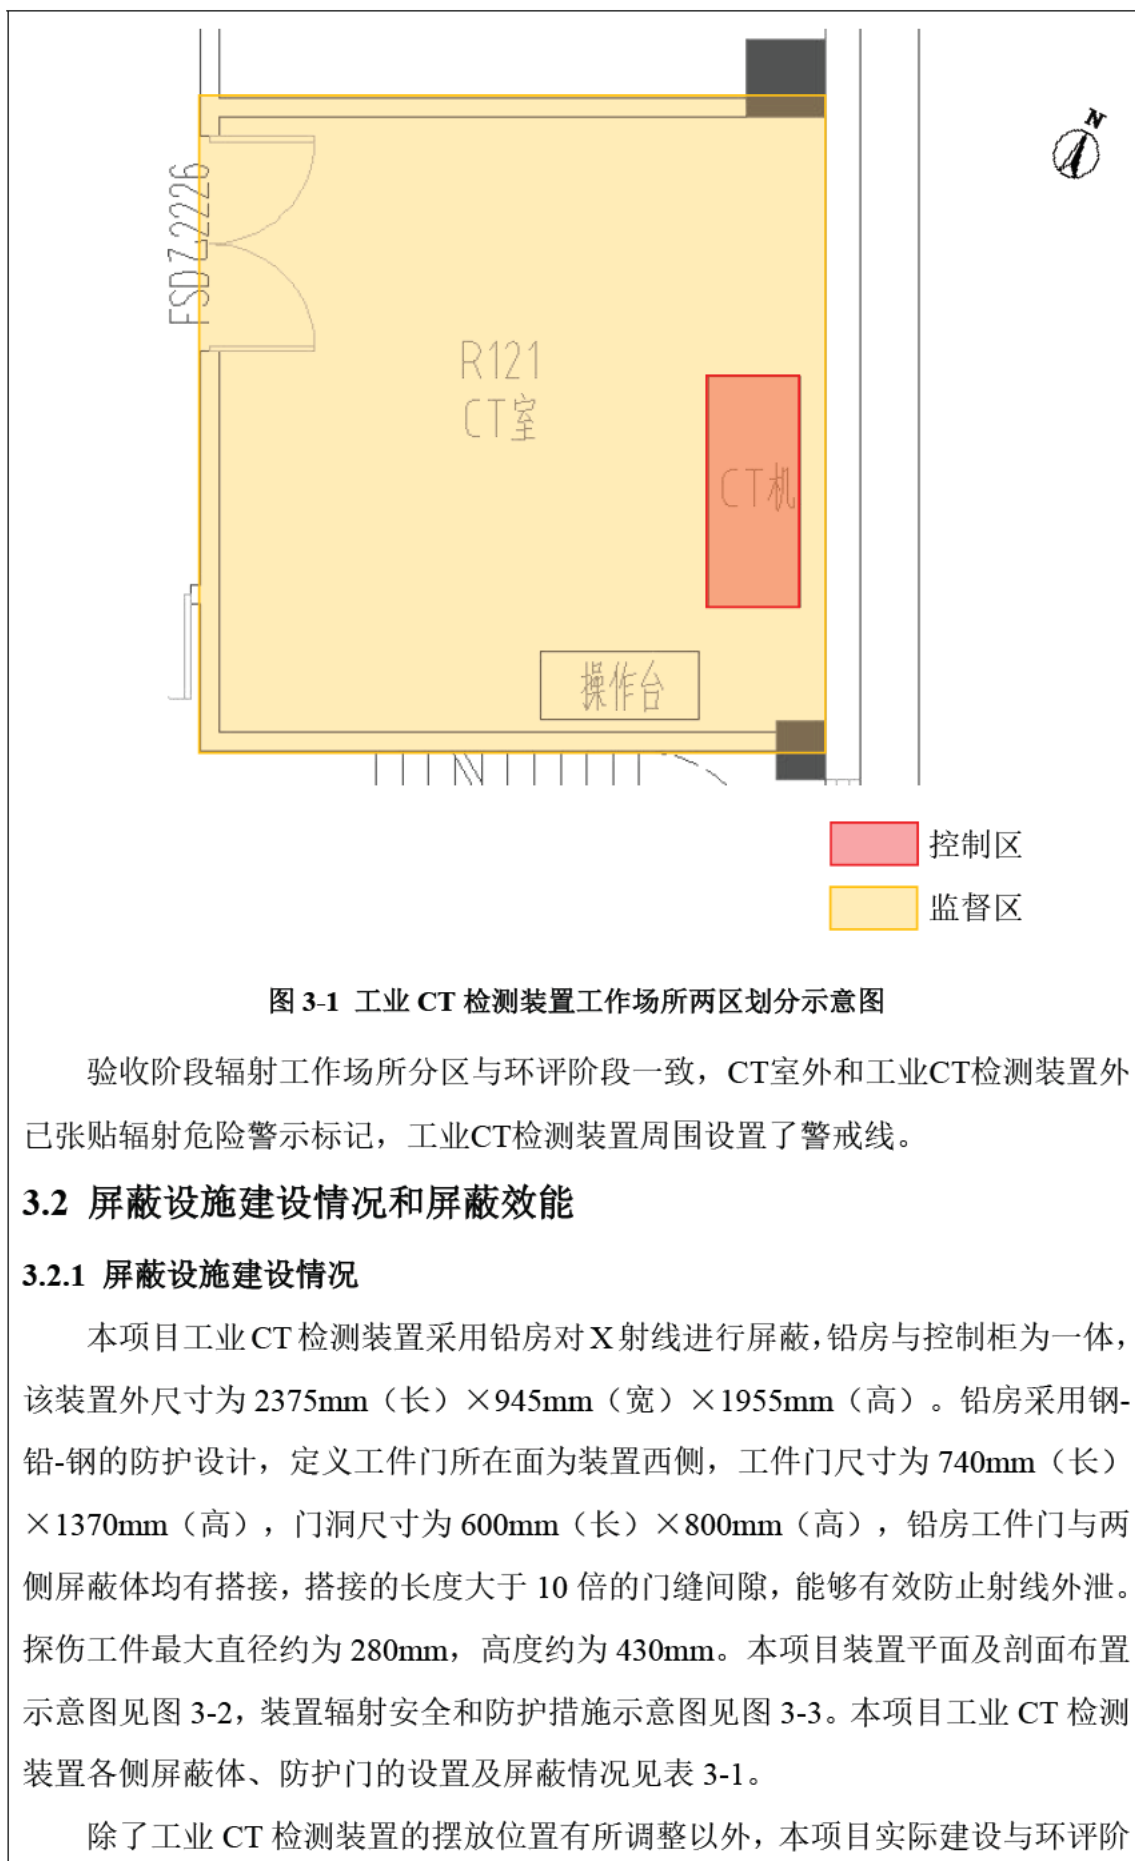 N
FSDZ2226
R121
CT室
CT机
操作台
控制区
监督区
图 3-1 工业 CT 检测装置工作场所两区划分示意图
验收阶段辐射工作场所分区与环评阶段一致，CT室外和工业CT检测装置外
已张贴辐射危险警示标记，工业CT检测装置周围设置了警戒线。
3.2 屏蔽设施建设情况和屏蔽效能
3.2.1 屏蔽设施建设情况
本项目工业 CT 检测装置采用铅房对 X 射线进行屏蔽，铅房与控制柜为一体，
该装置外尺寸为 2375mm（长）×945mm（宽）×1955mm（高）。铅房采用钢-
铅-钢的防护设计，定义工件门所在面为装置西侧，工件门尺寸为 740mm（长）
×1370mm（高），门洞尺寸为 600mm（长）×800mm（高），铅房工件门与两
侧屏蔽体均有搭接，搭接的长度大于 10 倍的门缝间隙，能够有效防止射线外泄。
探伤工件最大直径约为 280mm，高度约为 430mm。本项目装置平面及剖面布置
示意图见图 3-2，装置辐射安全和防护措施示意图见图 3-3。本项目工业 CT 检测
装置各侧屏蔽体、防护门的设置及屏蔽情况见表 3-1。
除了工业 CT 检测装置的摆放位置有所调整以外，本项目实际建设与环评阶